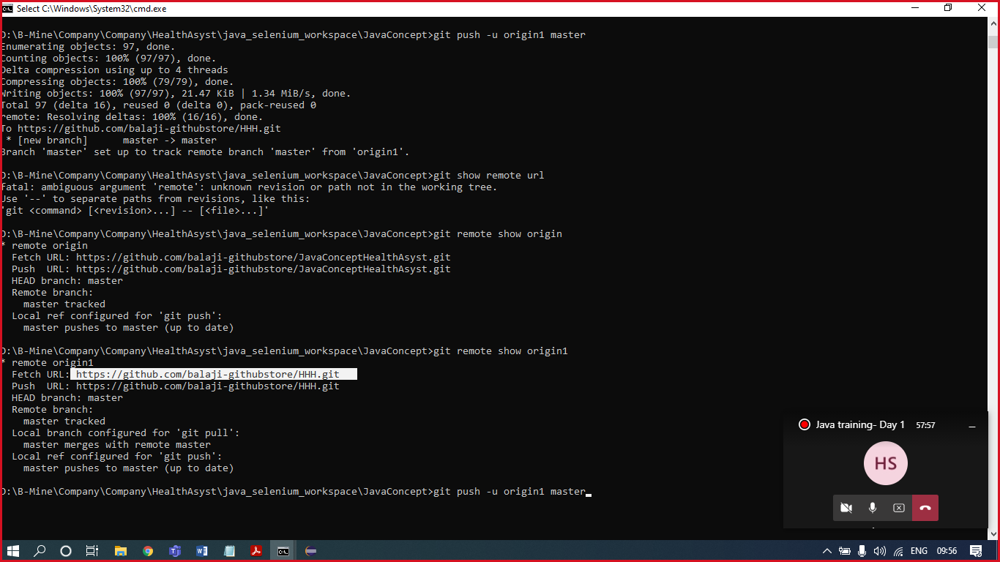 Select C:\Windows\System32\cmd.exe
D:\B-Mine\Company\Company\HealthAsyst\java_selenium_workspace\JavaConcept>git push -u origin1 master
Enumerating objects: 97, done.
Counting objects: 100% (97/97), done.
Delta compression using up to 4 threads
Compressing objects: 100% (79/79), done.
Writing objects: 100% (97/97), 21.47 KiB | 1.34 MiB/s, done.
Total 97 (delta 16), reused 0 (delta 0), pack-reused 0
remote: Resolving deltas: 100% (16/16), done.
To https://github.com/balaji-githubstore/HHH.git
 * [new branch]      master -> master
Branch 'master' set up to track remote branch 'master' from 'origin1'.
D:\B-Mine\Company\Company\HealthAsyst\java_selenium_workspace\JavaConcept>git show remote url
fatal: ambiguous argument 'remote': unknown revision or path not in the working tree.
Use '--' to separate paths from revisions, like this:
'git <command> [<revision>...] -- [<file>...]'
D:\B-Mine\Company\Company\HealthAsyst\java_selenium_workspace\JavaConcept>git remote show origin
* remote origin
  Fetch URL: https://github.com/balaji-githubstore/JavaConceptHealthAsyst.git
  Push  URL: https://github.com/balaji-githubstore/JavaConceptHealthAsyst.git
  HEAD branch: master
  Remote branch:
    master tracked
  Local ref configured for 'git push':
    master pushes to master (up to date)
D:\B-Mine\Company\Company\HealthAsyst\java_selenium_workspace\JavaConcept>git remote show origin1
* remote origin1
  Fetch URL: https://github.com/balaji-githubstore/HHH.git
  Push  URL: https://github.com/balaji-githubstore/HHH.git
  HEAD branch: master
  Remote branch:
    master tracked
  Local branch configured for 'git pull':
    master merges with remote master
  Local ref configured for 'git push':
    master pushes to master (up to date)
D:\B-Mine\Company\Company\HealthAsyst\java_selenium_workspace\JavaConcept>git push -u origin1 master
Java training- Day 1 57:57
HS
ENG 09:56